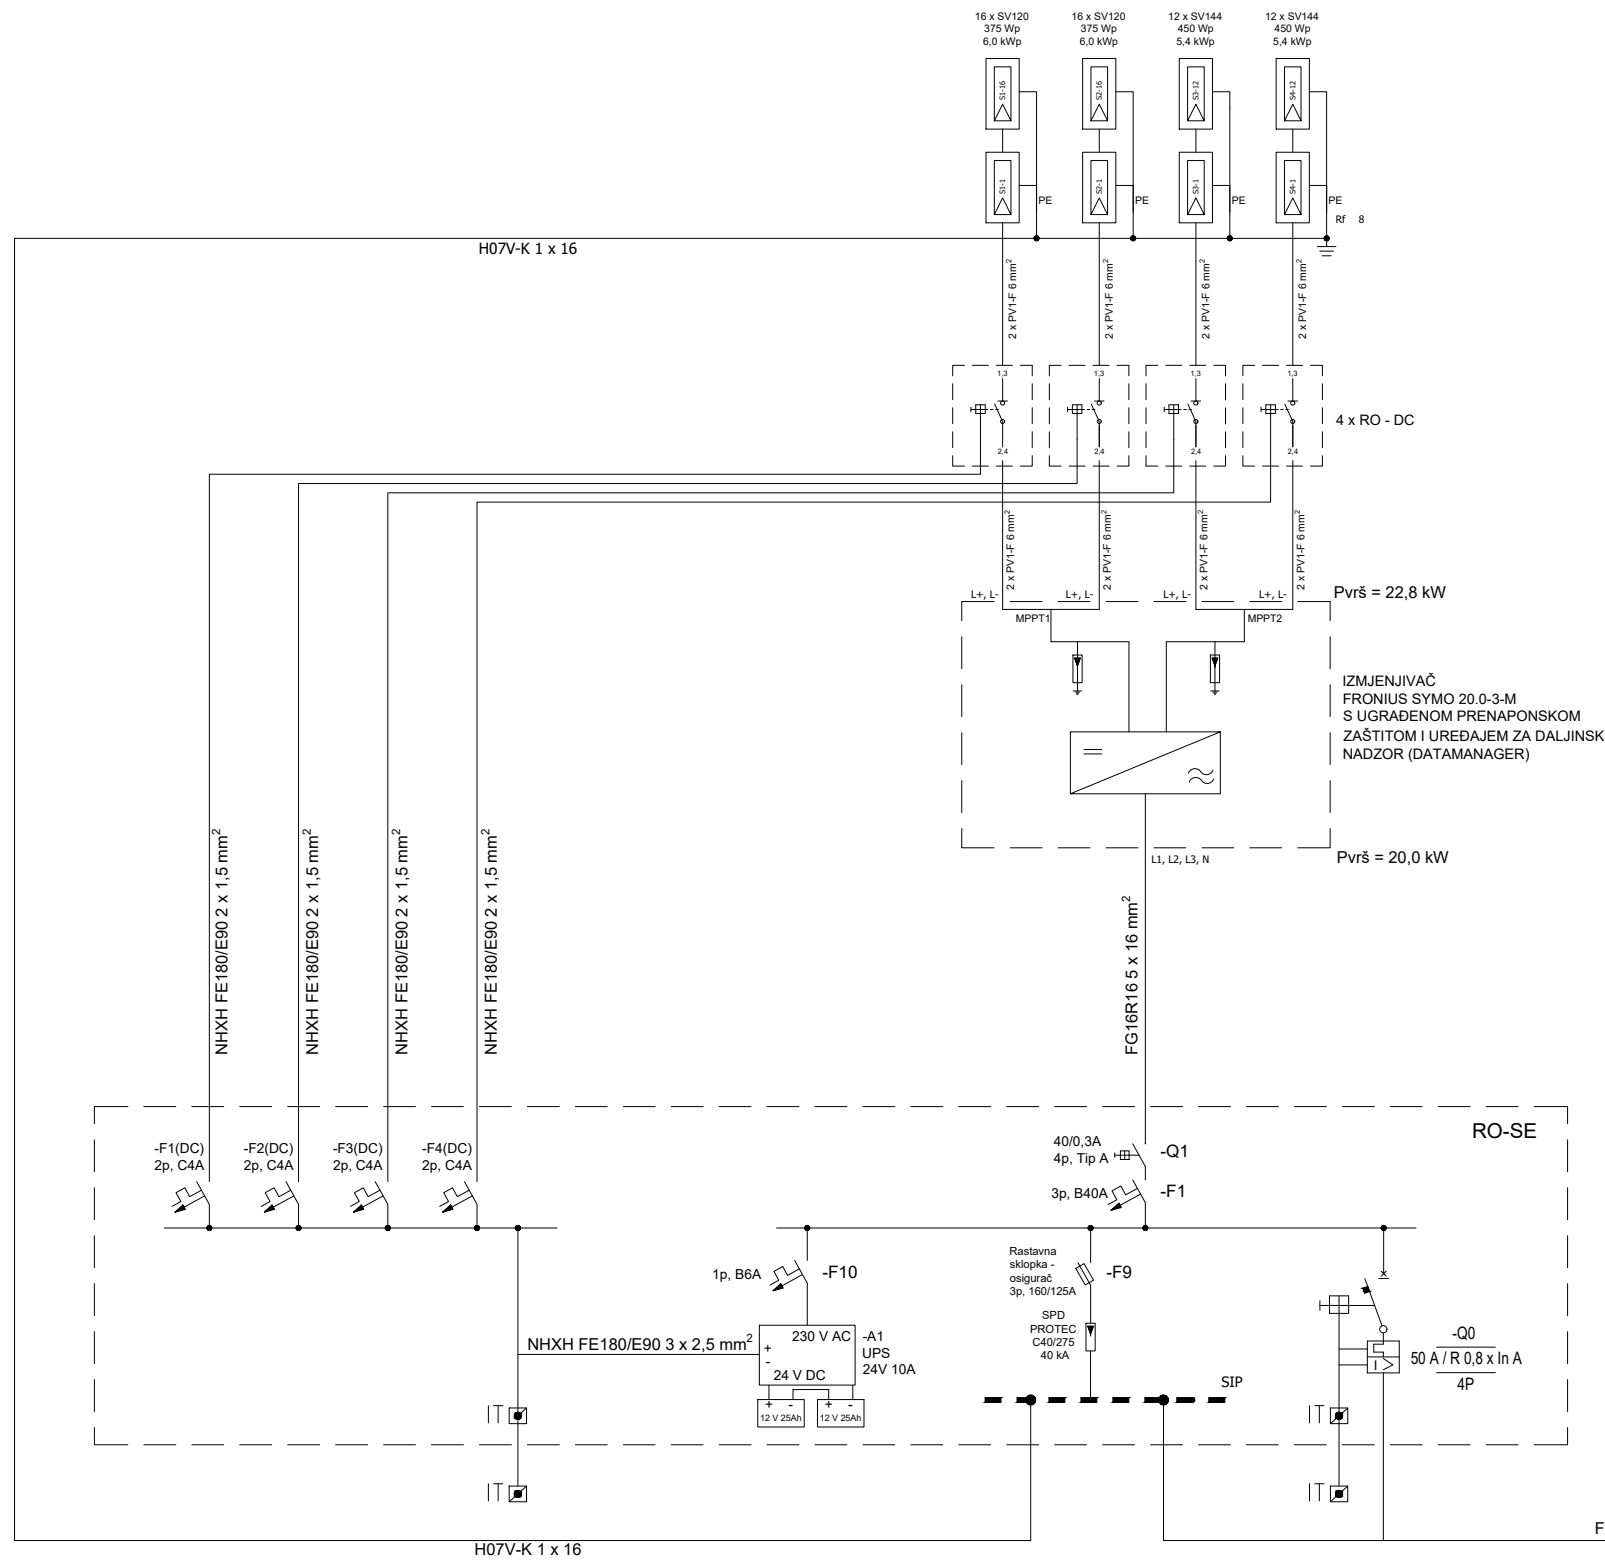 16 x SV120
375 Wp
6,0 kWp
16 x SV120
375 Wp
6,0 kWp
12 x SV144
450 Wp
5,4 kWp
12 x SV144
450 Wp
5,4 kWp
S1-16
S2-16
S3-12
S4-12
S1-1
S2-1
S3-1
S4-1
PE
PE
PE
PE
Rf 8
H07V-K 1 x 16
2 x PV1-F 6 mm²
2 x PV1-F 6 mm²
2 x PV1-F 6 mm²
2 x PV1-F 6 mm²
1,3
1,3
1,3
1,3
4 x RO - DC
2,4
2,4
2,4
2,4
2 x PV1-F 6 mm²
2 x PV1-F 6 mm²
2 x PV1-F 6 mm²
2 x PV1-F 6 mm²
L+, L-
L+, L-
L+, L-
L+, L-
Pvrš = 22,8 kW
MPPT1
MPPT2
IZMJENJIVAČ
FRONIUS SYMO 20.0-3-M
S UGRAĐENOM PRENAPONSKOM
ZAŠTITOM I UREĐAJEM ZA DALJINSK
NADZOR (DATAMANAGER)
L1, L2, L3, N
Pvrš = 20,0 kW
NHXH FE180/E90 2 x 1,5 mm²
NHXH FE180/E90 2 x 1,5 mm²
NHXH FE180/E90 2 x 1,5 mm²
NHXH FE180/E90 2 x 1,5 mm²
FG16R16 5 x 16 mm²
RO-SE
-F1(DC)
2p, C4A
-F2(DC)
2p, C4A
-F3(DC)
2p, C4A
-F4(DC)
2p, C4A
40/0,3A
4p, Tip A
-Q1
3p, B40A
-F1
1p, B6A
-F10
Rastavna
sklopka -
osigurač
3p, 160/125A
-F9
SPD
PROTEC
C40/275
40 kA
NHXH FE180/E90 3 x 2,5 mm²
230 V AC
+
-
24 V DC
-A1
UPS
24V 10A
+ -
12 V 25Ah
+ -
12 V 25Ah
-Q0
50 A / R 0,8 x In A
4P
I >
SIP
IT
IT
IT
IT
F
H07V-K 1 x 16